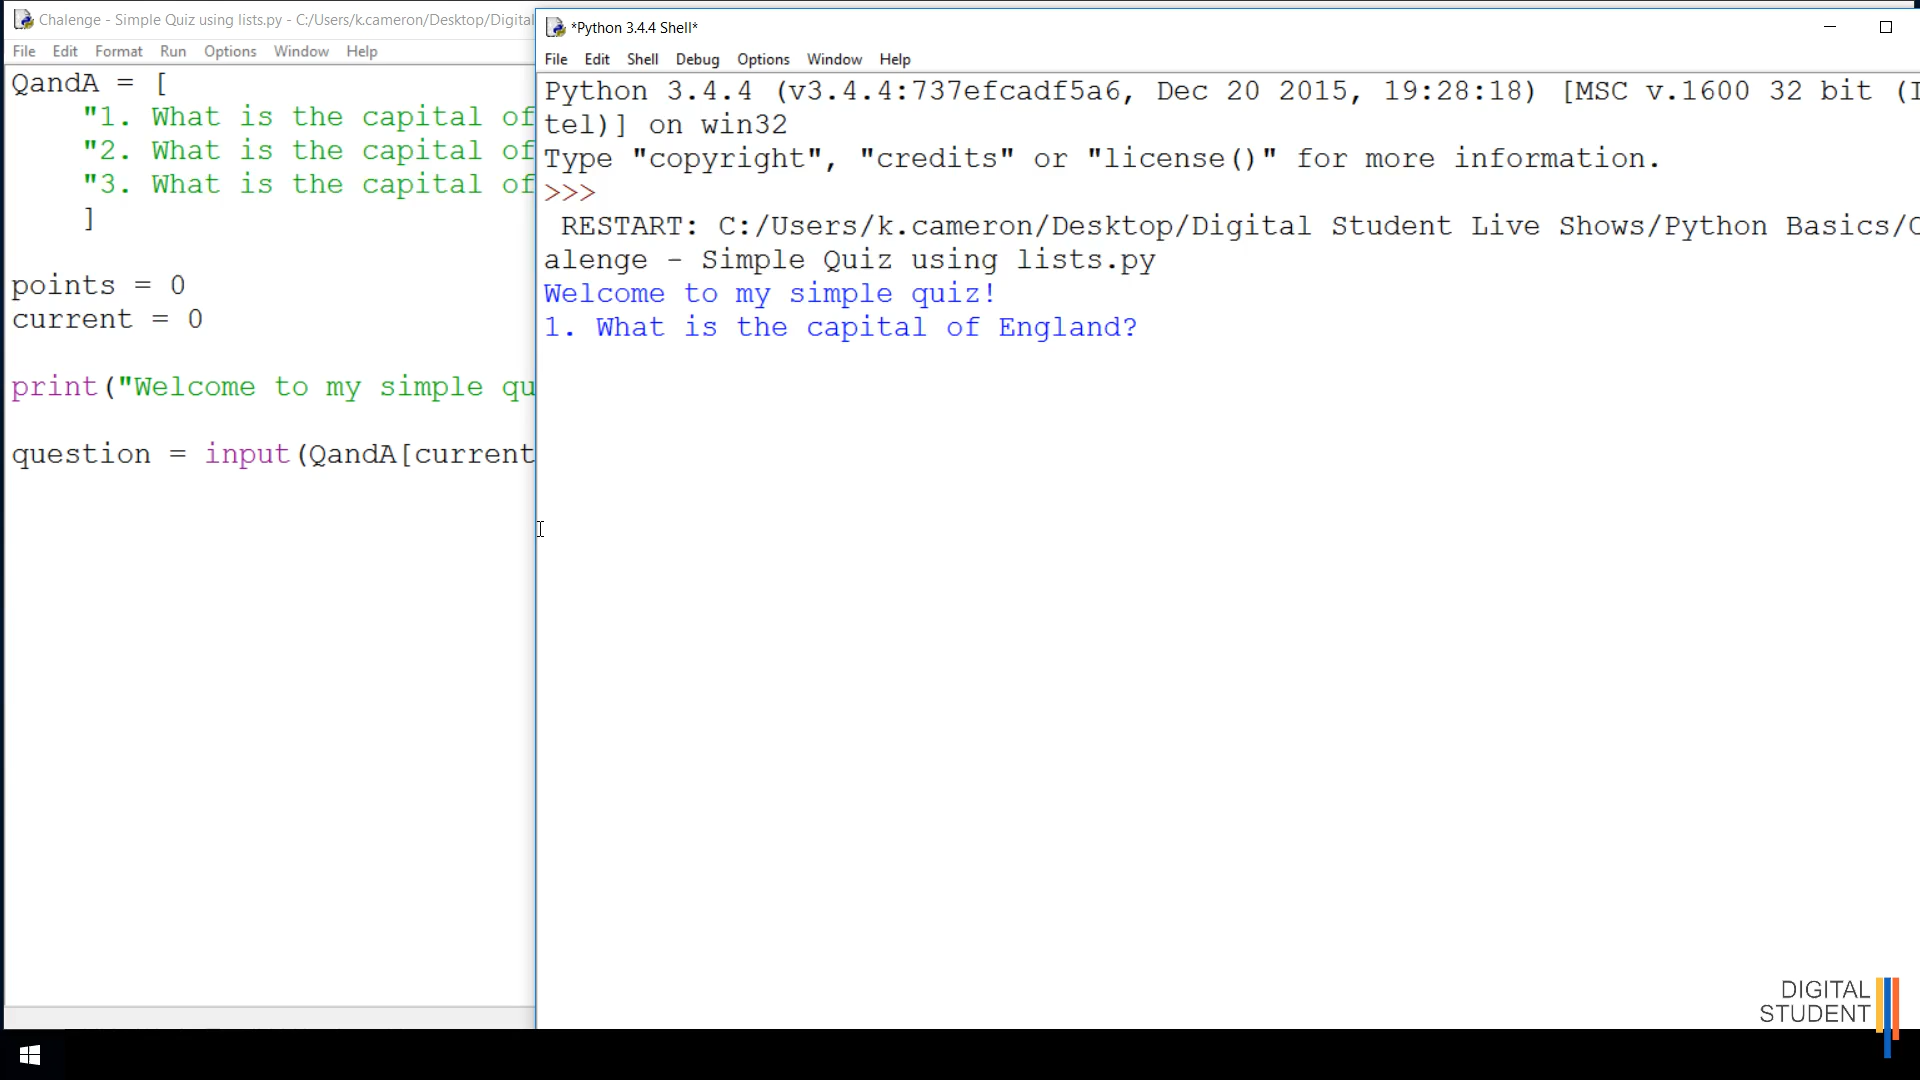 Chalenge - Simple Quiz using lists.py - C:/Users/k.cameron/Desktop/Digital
File Edit Format Run Options Window Help
QandA = [
"1. What is the capital of
"2. What is the capital of
"3. What is the capital of
]
points = 0
current = 0
print("Welcome to my simple qu
question = input(QandA[current
*Python 3.4.4 Shell*
File Edit Shell Debug Options Window Help
Python 3.4.4 (v3.4.4:737efcadf5a6, Dec 20 2015, 19:28:18) [MSC v.1600 32 bit (I
tel)] on win32
Type "copyright", "credits" or "license()" for more information.
>>>
RESTART: C:/Users/k.cameron/Desktop/Digital Student Live Shows/Python Basics/C
alenge - Simple Quiz using lists.py
Welcome to my simple quiz!
1. What is the capital of England?
DIGITAL
STUDENT